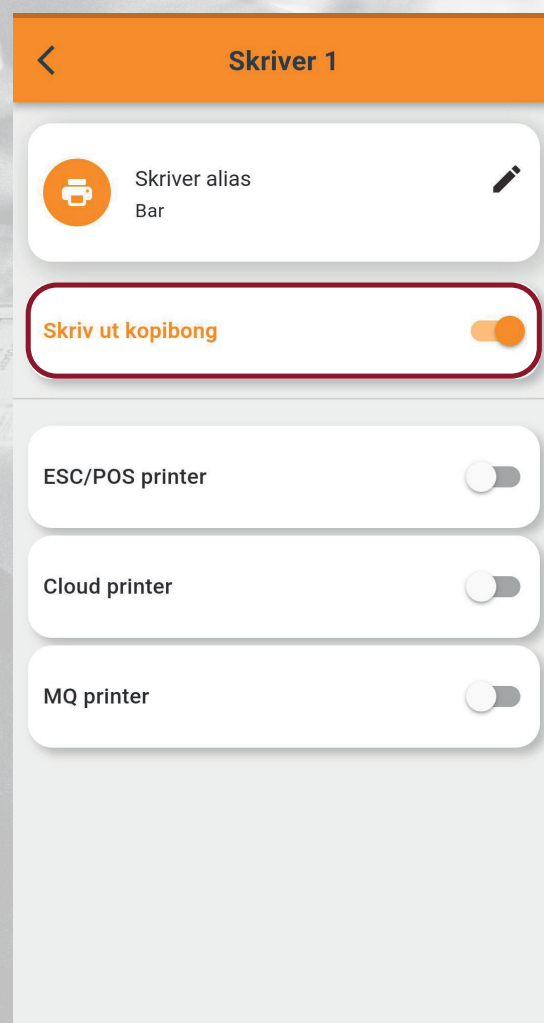 Skriver 1
Skriver alias
Bar
Skriv ut kopibong
ESC/POS printer
Cloud printer
MQ printer